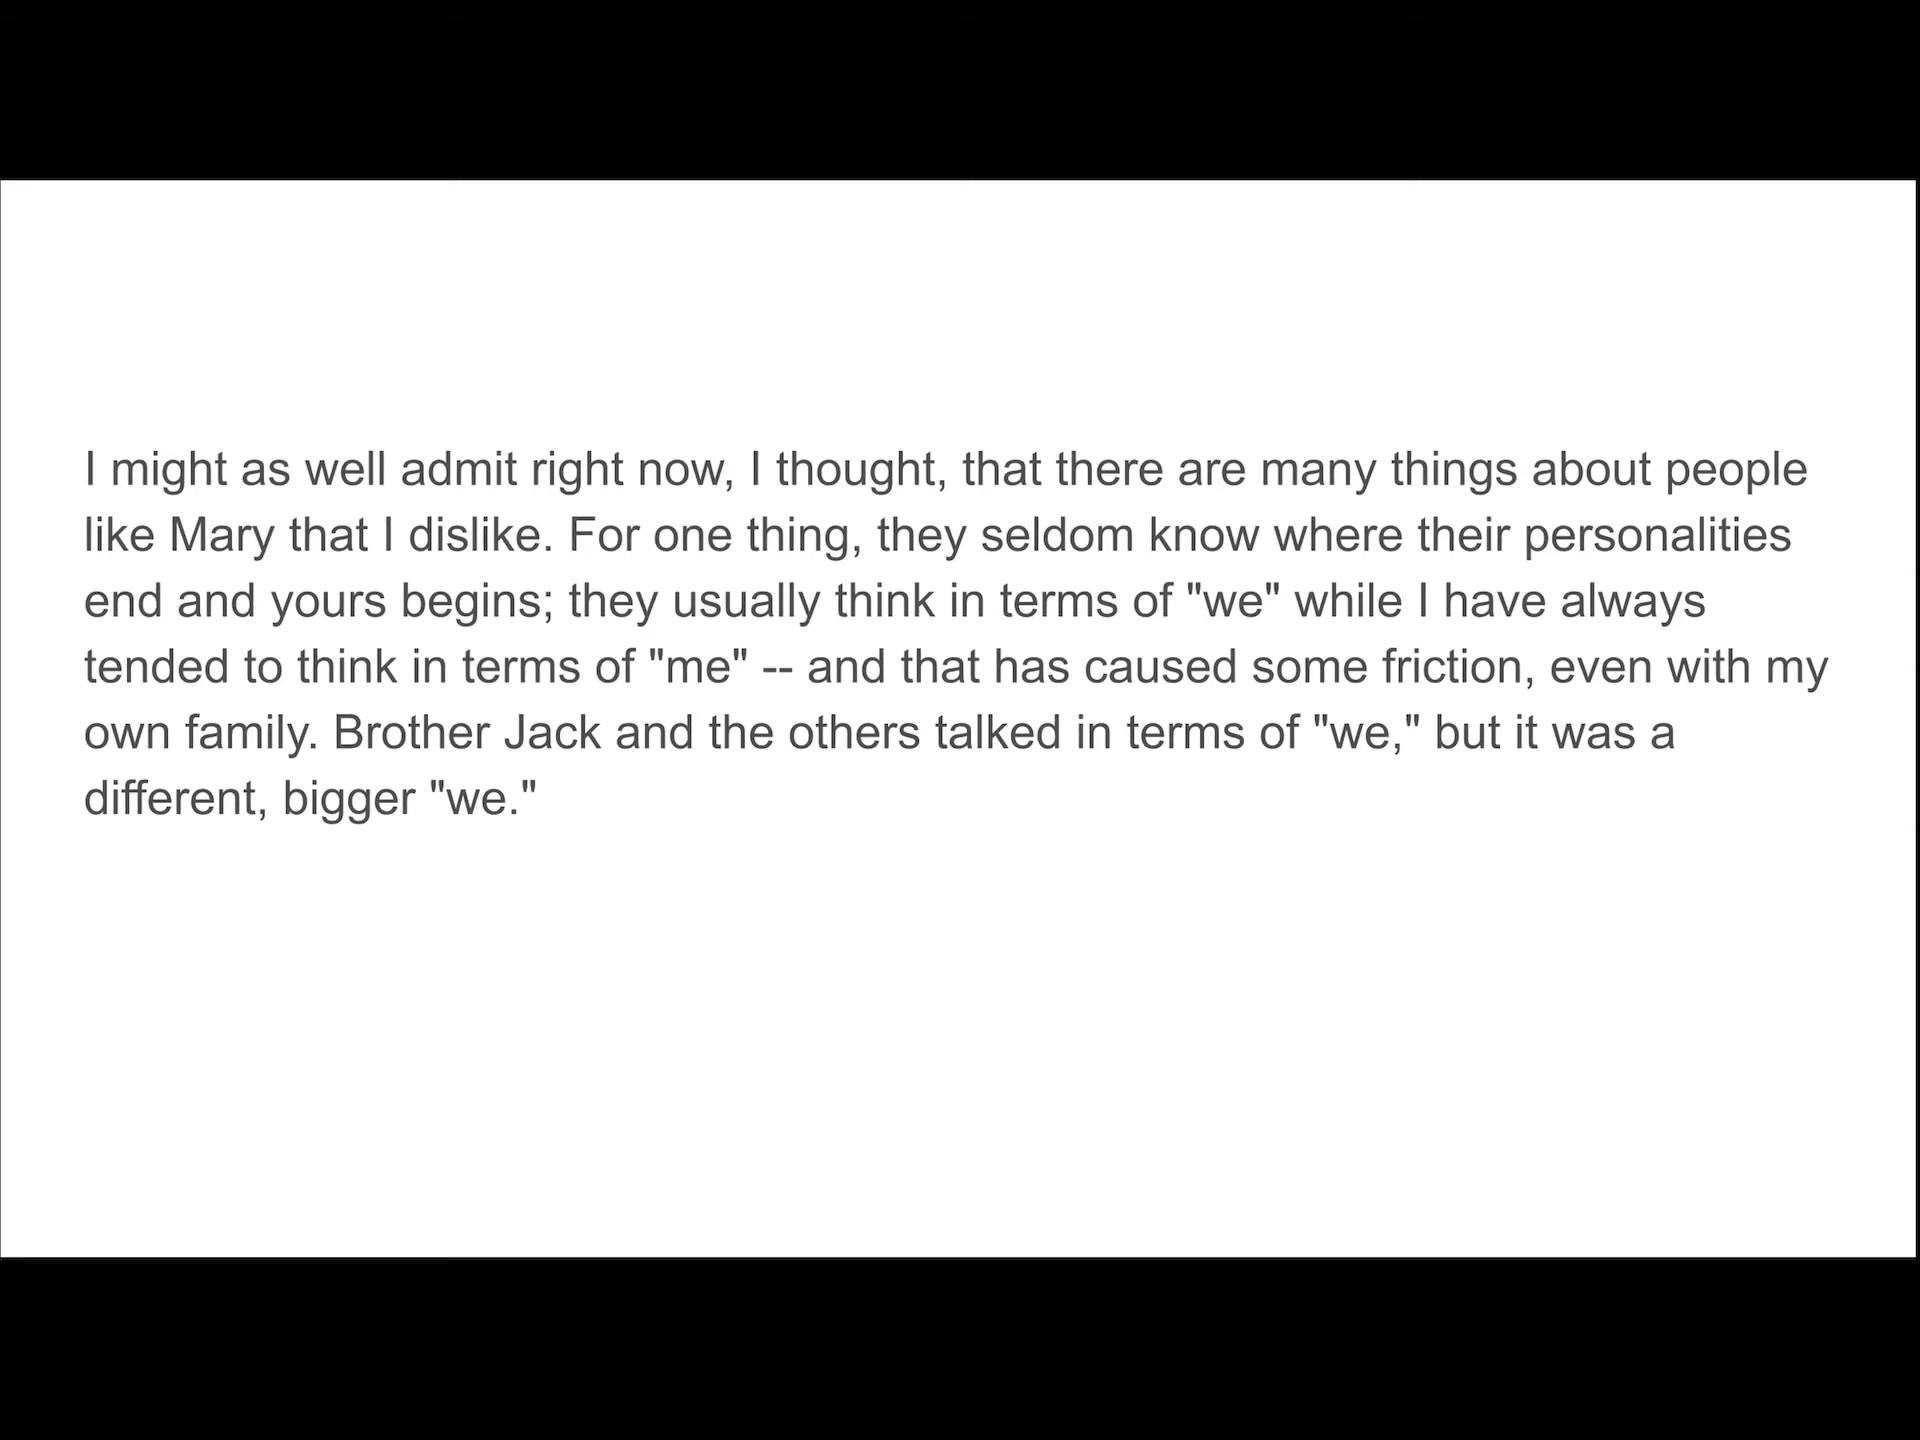 I might as well admit right now, I thought, that there are many things about people
like Mary that I dislike. For one thing, they seldom know where their personalities
end and yours begins; they usually think in terms of "we" while I have always
tended to think in terms of "me" -- and that has caused some friction, even with my
own family. Brother Jack and the others talked in terms of "we," but it was a
different, bigger "we."